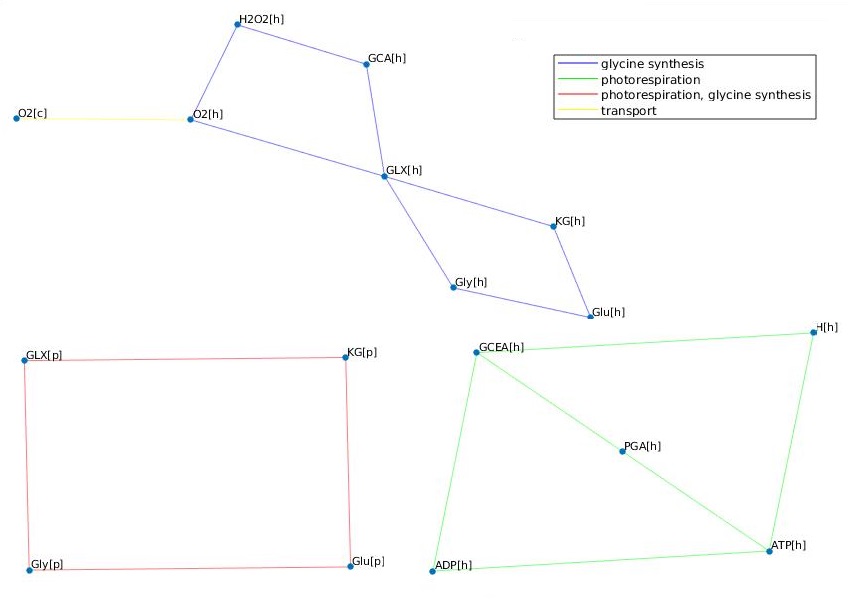 H2O2[h]
GCA[h]
glycine synthesis
photorespiration
photorespiration, glycine synthesis
transport
O2[c]
O2[h]
GLX[h]
KG[h]
Gly[h]
Glu[h]
H[h]
GCEA[h]
GLX[p]
KG[p]
PGA[h]
ATP[h]
Gly[p]
Glu[p]
ADP[h]